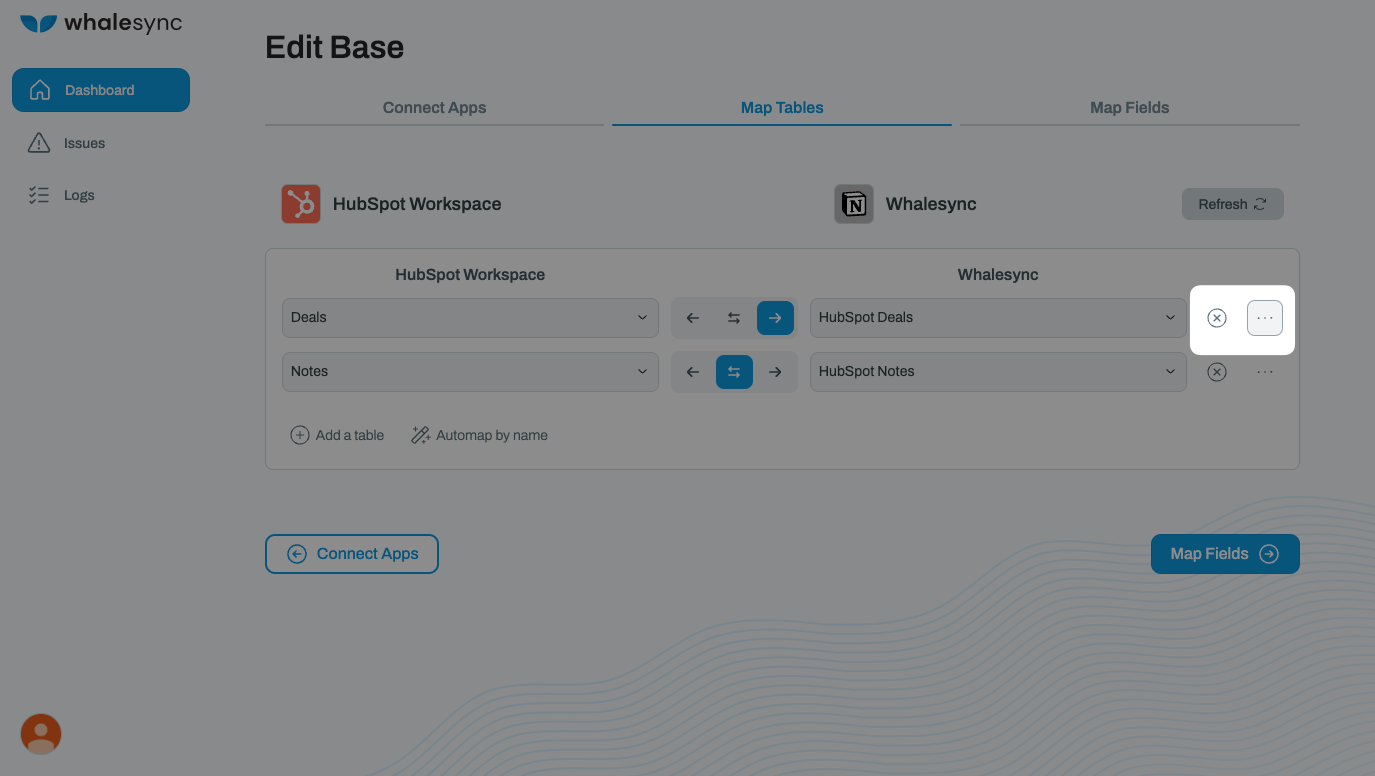 whalesync
Edit Base
Dashboard
Connect Apps
Map Tables
Map Fields
Issues
Logs
HubSpot Workspace
Whalesync
Refresh
HubSpot Workspace
Whalesync
Deals
HubSpot Deals
Notes
HubSpot Notes
Add a table
Automap by name
Connect Apps
Map Fields